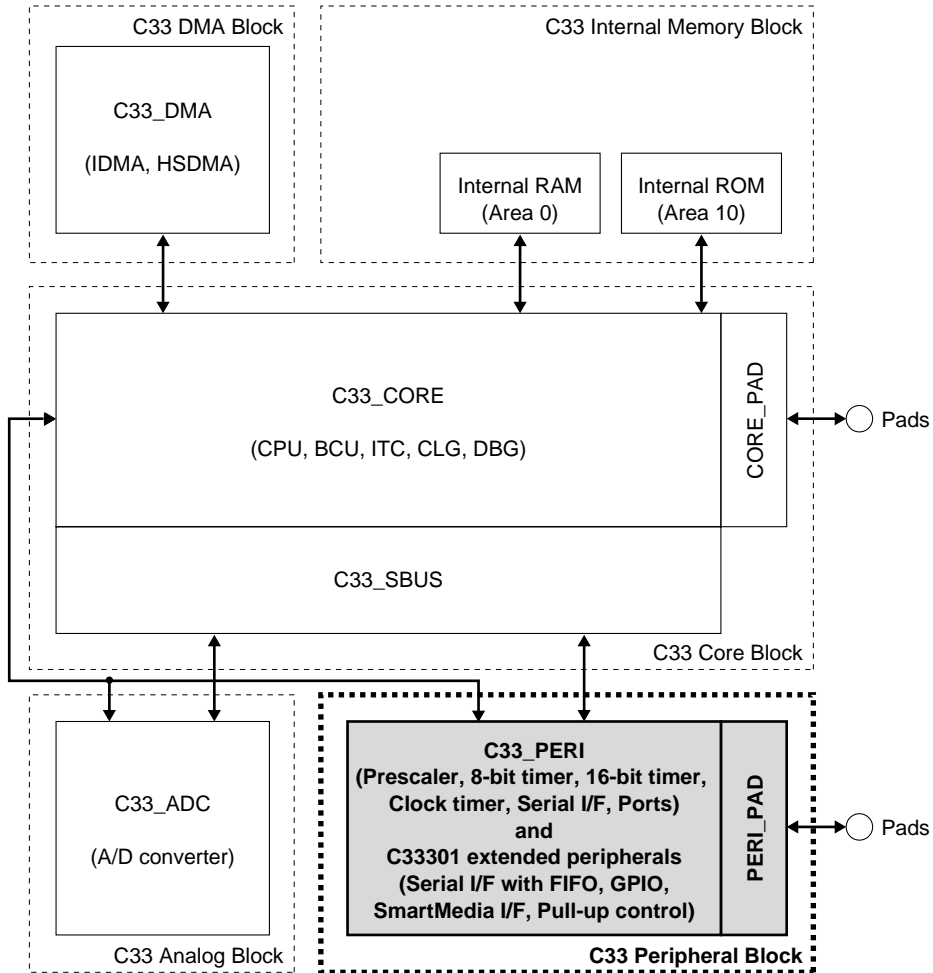 C33 DMA Block
C33_DMA
(IDMA, HSDMA)
C33 Internal Memory Block
Internal RAM
(Area 0)
Internal ROM
(Area 10)
C33_CORE
(CPU, BCU, ITC, CLG, DBG)
CORE_PAD
Pads
C33_SBUS
C33 Core Block
C33_ADC
(A/D converter)
C33 Analog Block
C33_PERI
(Prescaler, 8-bit timer, 16-bit timer,
Clock timer, Serial I/F, Ports)
and
C33301 extended peripherals
(Serial I/F with FIFO, GPIO,
SmartMedia I/F, Pull-up control)
PERI_PAD
Pads
C33 Peripheral Block